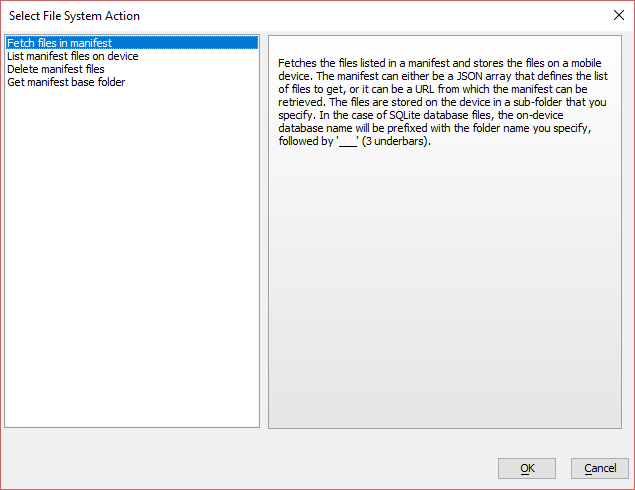 Select File System Action
Fetch files in manifest
List manifest files on device
Delete manifest files
Get manifest base folder
Fetches the files listed in a manifest and stores the files on a mobile
device. The manifest can either be a JSON array that defines the list
of files to get, or it can be a URL from which the manifest can be
retrieved. The files are stored on the device in a sub-folder that you
specify. In the case of SQLite database files, the on-device
database name will be prefixed with the folder name you specify,
followed by '___' (3 underbars).
OK
Cancel